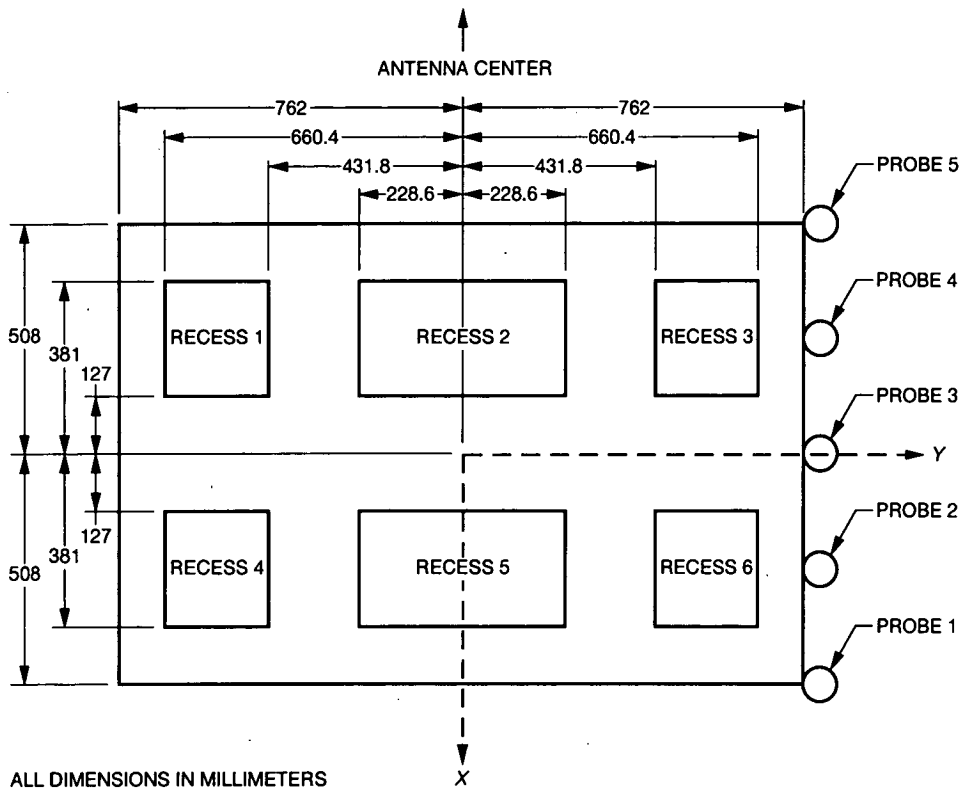 ANTENNA CENTER
762 762
660.4 660.4
431.8 431.8
228.6 228.6
PROBE 5
PROBE 4
508 381 127
RECESS 1 RECESS 2 RECESS 3
PROBE 3
Y
508 381 127
RECESS 4 RECESS 5 RECESS 6
PROBE 2
PROBE 1
ALL DIMENSIONS IN MILLIMETERS
X